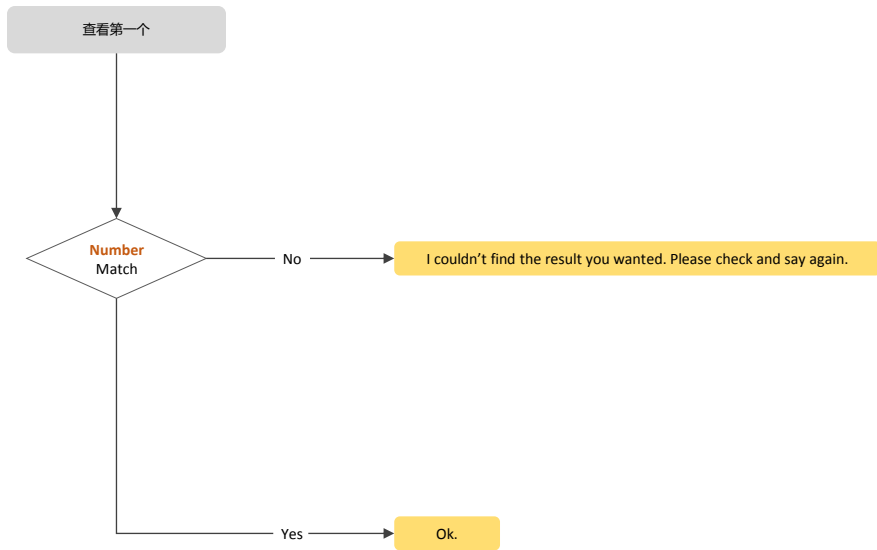 查看第一个
Number
Match
No
I couldn’t find the result you wanted. Please check and say again.
Yes
Ok.